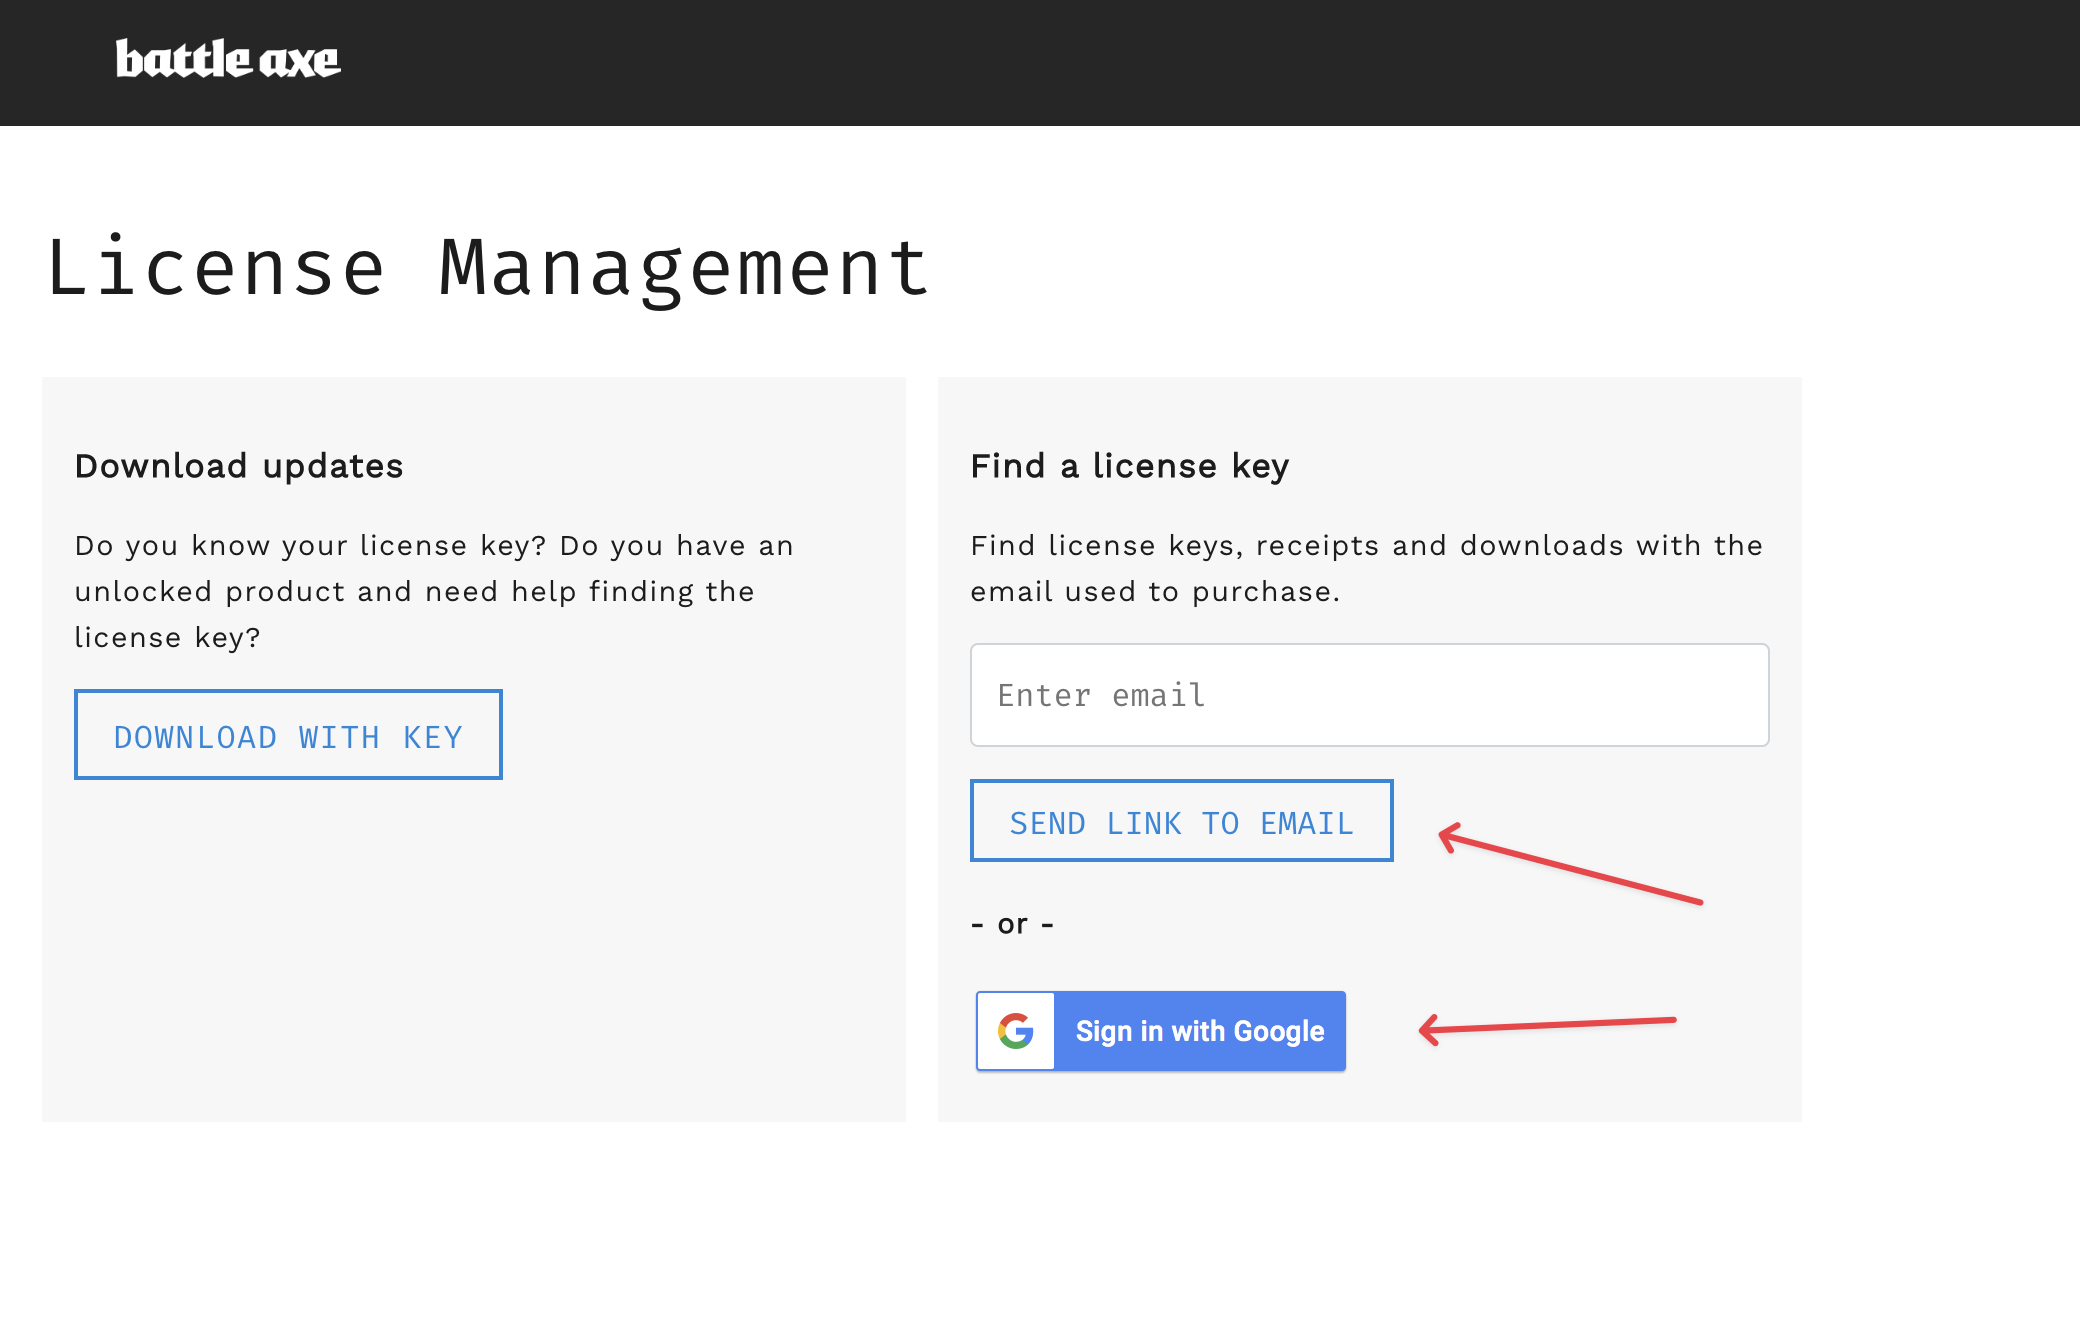 battle axe
License Management
Download updates
Do you know your license key? Do you have an
unlocked product and need help finding the
license key?
DOWNLOAD WITH KEY
Find a license key
Find license keys, receipts and downloads with the
email used to purchase.
Enter email
SEND LINK TO EMAIL
- or -
Sign in with Google